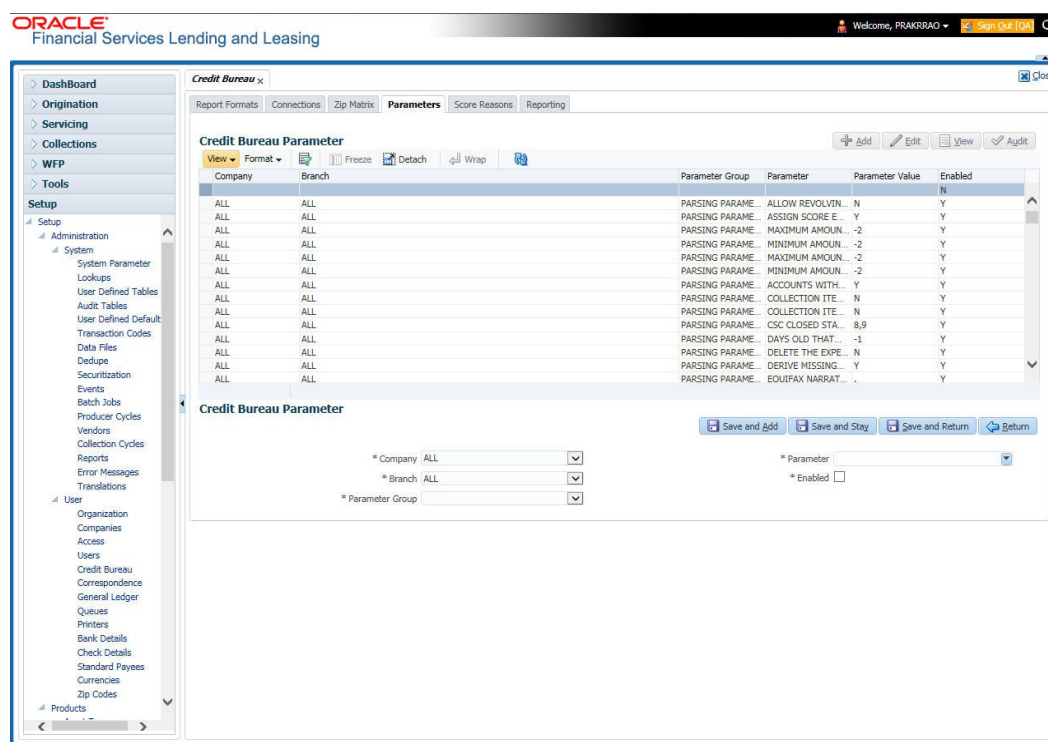 ORACLE
Financial Services Lending and Leasing
Welcome, PRAKRRAO
Sign Out [QA]
DashBoard
Origination
Servicing
Collections
WFP
Tools
Setup
Setup
Administration
System
System Parameter
Lookups
User Defined Tables
Audit Tables
User Defined Default
Transaction Codes
Data Files
Dedupe
Securitization
Events
Batch Jobs
Producer Cycles
Vendors
Collection Cycles
Reports
Error Messages
Translations
User
Organization
Companies
Access
Users
Credit Bureau
Correspondence
General Ledger
Queues
Printers
Bank Details
Check Details
Standard Payees
Currencies
Zip Codes
Products
Credit Bureau x
Clos
Report Formats Connections Zip Matrix Parameters Score Reasons Reporting
Credit Bureau Parameter
Add Edit View Audit
View Format Freeze Detach Wrap
Company Branch Parameter Group Parameter Parameter Value Enabled
N
ALL ALL PARSING PARAME... ALLOW REVOLVIN... N Y
ALL ALL PARSING PARAME... ASSIGN SCORE E... Y Y
ALL ALL PARSING PARAME... MAXIMUM AMOUN... -2 Y
ALL ALL PARSING PARAME... MINIMUM AMOUN... -2 Y
ALL ALL PARSING PARAME... MAXIMUM AMOUN... -2 Y
ALL ALL PARSING PARAME... MINIMUM AMOUN... -2 Y
ALL ALL PARSING PARAME... ACCOUNTS WITH... Y Y
ALL ALL PARSING PARAME... COLLECTION ITE... N Y
ALL ALL PARSING PARAME... COLLECTION ITE... N Y
ALL ALL PARSING PARAME... CSC CLOSED STA... 8,9 Y
ALL ALL PARSING PARAME... DAYS OLD THAT... -1 Y
ALL ALL PARSING PARAME... DELETE THE EXPE... N Y
ALL ALL PARSING PARAME... DERIVE MISSING... Y Y
ALL ALL PARSING PARAME... EQUIFAX NARRAT... . Y
Credit Bureau Parameter
Save and Add Save and Stay Save and Return Return
* Company ALL
* Branch ALL
* Parameter Group
* Parameter
* Enabled